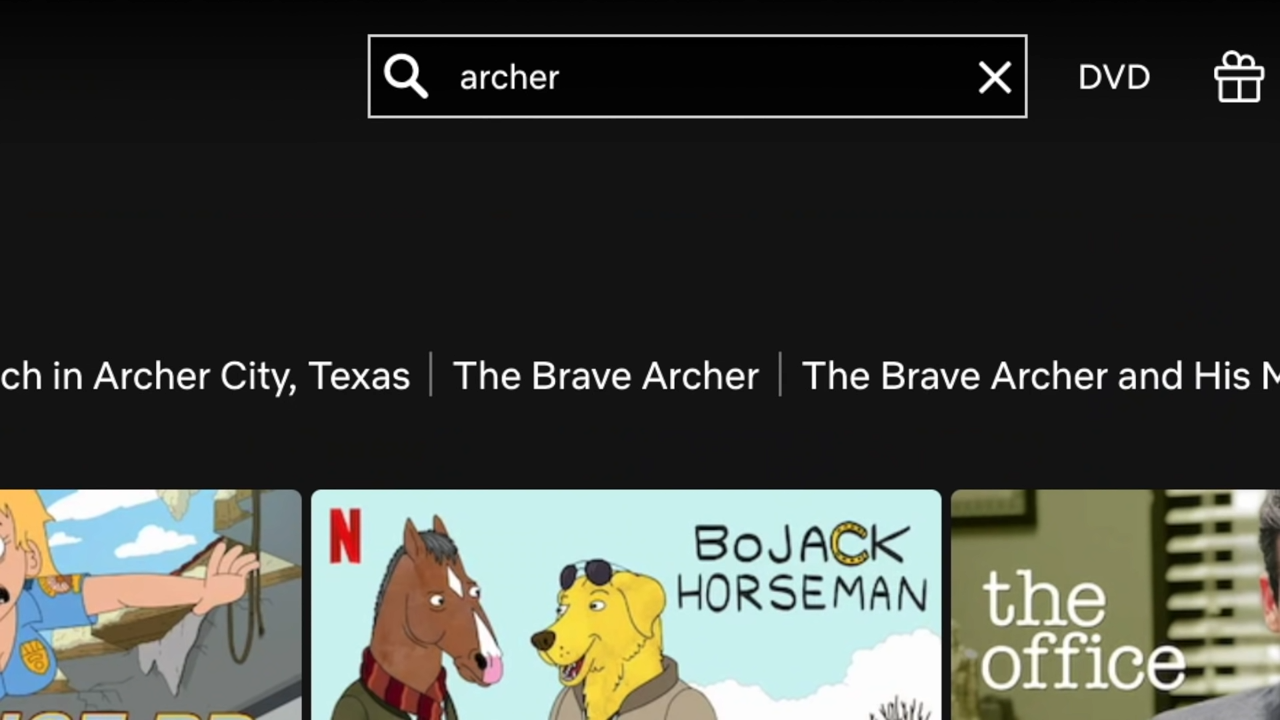 archer
DVD
ch in Archer City, Texas | The Brave Archer | The Brave Archer and His
N
BOJACK
HORSEMAN
the
office